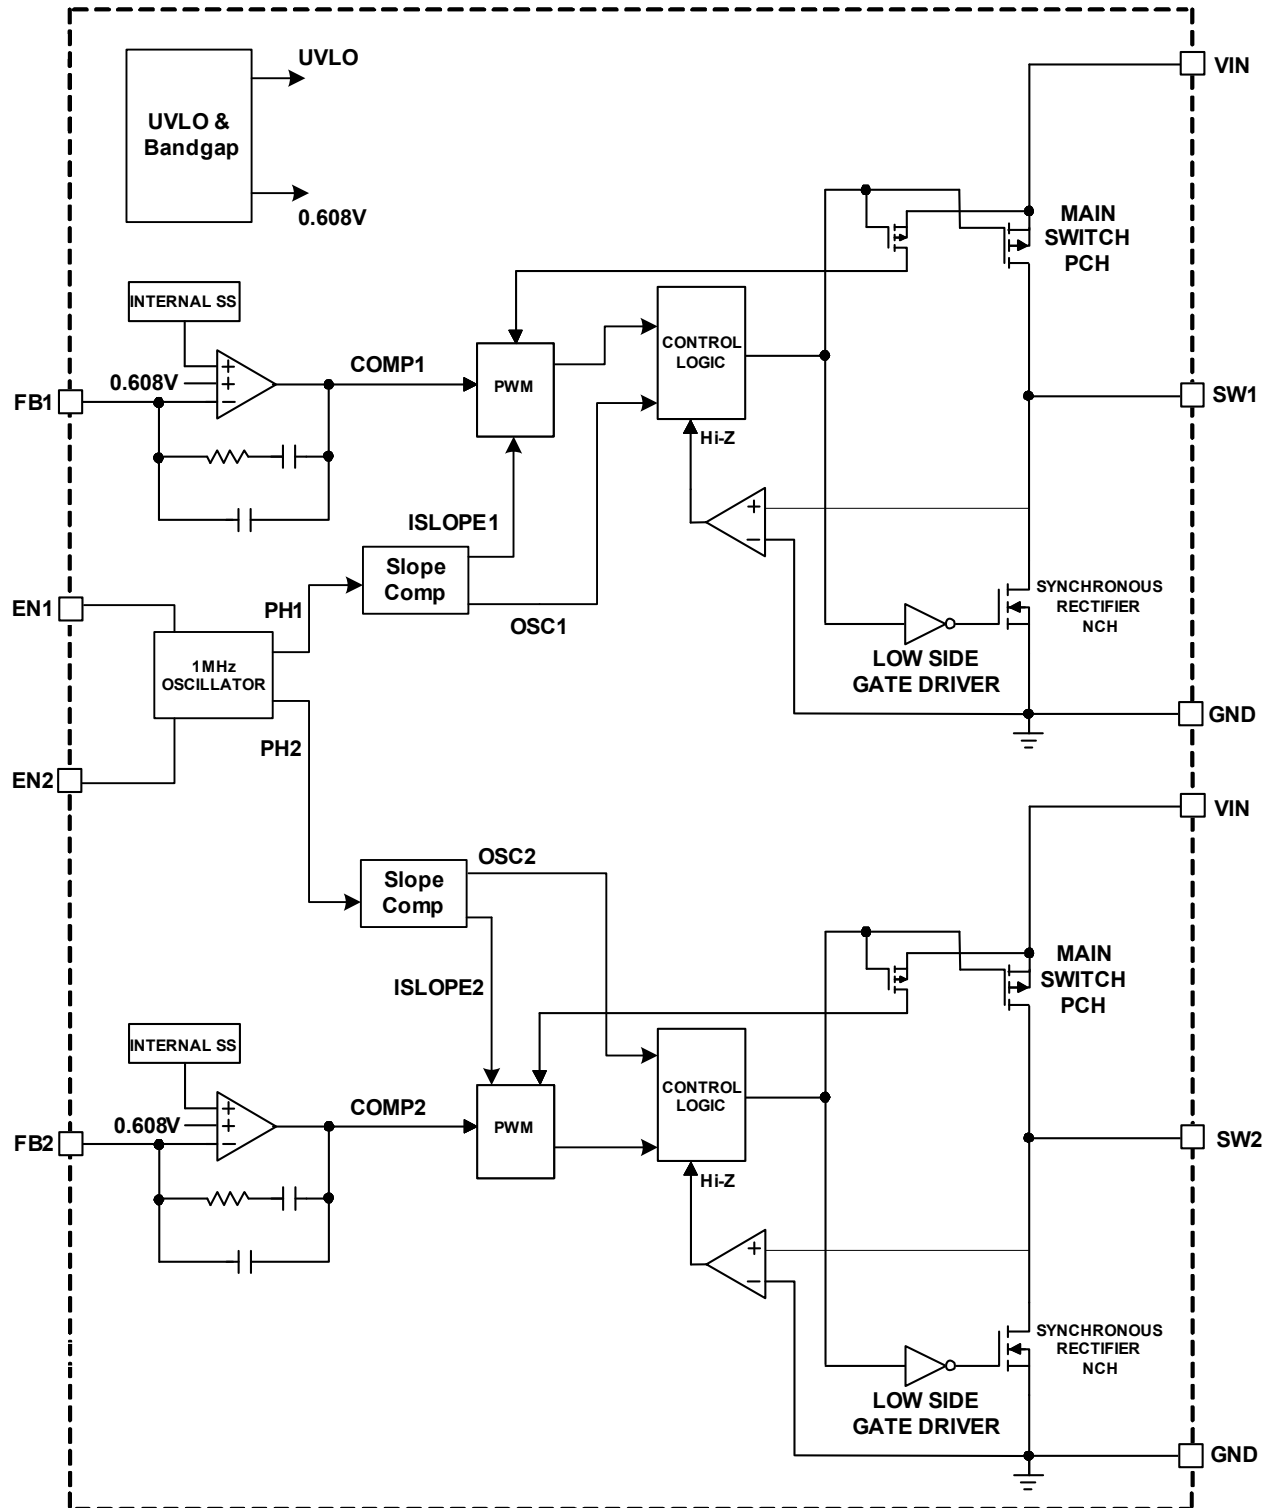 UVLO
VIN
UVLO &
Bandgap
0.608V
MAIN
SWITCH
PCH
INTERNAL SS
+
+
−
0.608V
COMP1
PWM
CONTROL
LOGIC
FB1
SW1
Hi-Z
+
−
ISLOPE1
Slope
Comp
EN1
PH1
OSC1
SYNCHRONOUS
RECTIFIER
NCH
1MHz
OSCILLATOR
LOW SIDE
GATE DRIVER
GND
PH2
EN2
VIN
OSC2
Slope
Comp
MAIN
SWITCH
PCH
ISLOPE2
INTERNAL SS
+
+
−
0.608V
COMP2
PWM
CONTROL
LOGIC
FB2
SW2
Hi-Z
+
−
SYNCHRONOUS
RECTIFIER
NCH
LOW SIDE
GATE DRIVER
GND